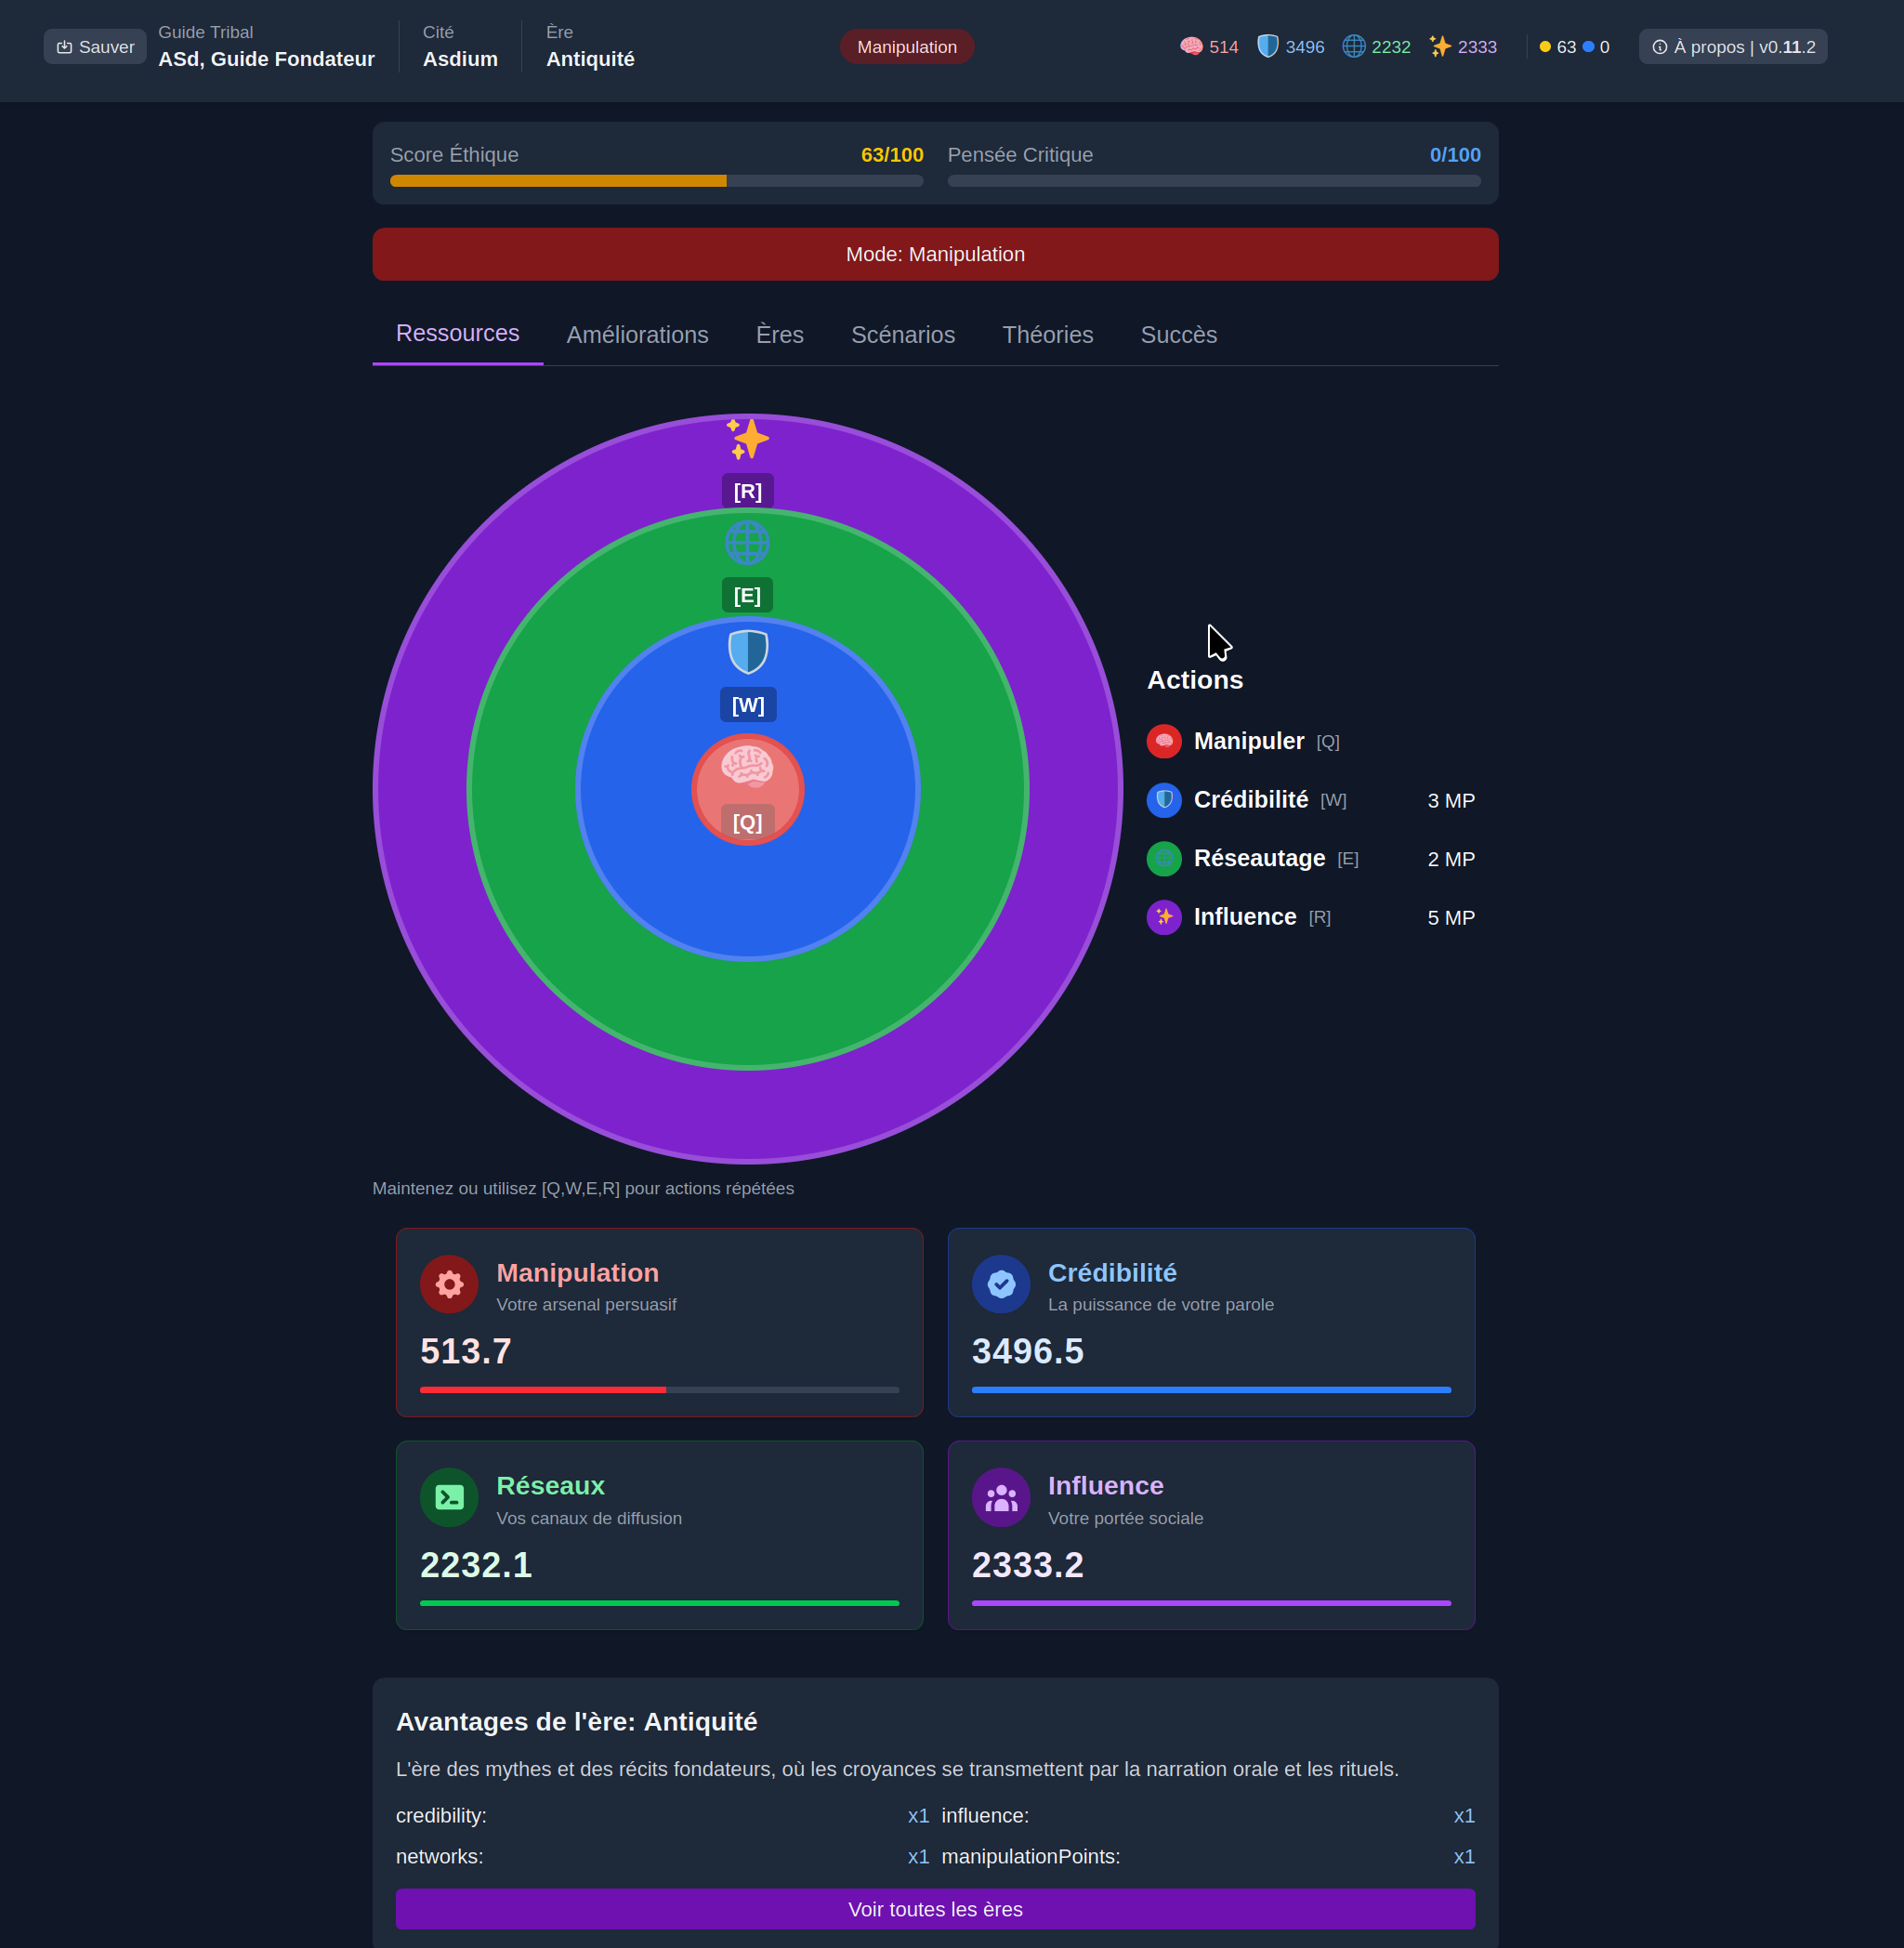 Sauver
Guide Tribal
ASd, Guide Fondateur
Cité
Asdium
Ère
Antiquité
Manipulation
514
3496
2232
2333
63
0
À propos | v0.11.2
Score Éthique
63/100
Pensée Critique
0/100
Mode: Manipulation
Ressources
Améliorations
Ères
Scénarios
Théories
Succès
[R]
[E]
[W]
[Q]
Actions
Manipuler [Q]
Crédibilité [W] 3 MP
Réseautage [E] 2 MP
Influence [R] 5 MP
Maintenez ou utilisez [Q,W,E,R] pour actions répétées
Manipulation
Votre arsenal persuasif
513.7
Crédibilité
La puissance de votre parole
3496.5
Réseaux
Vos canaux de diffusion
2232.1
Influence
Votre portée sociale
2333.2
Avantages de l'ère: Antiquité
L'ère des mythes et des récits fondateurs, où les croyances se transmettent par la narration orale et les rituels.
credibility: x1 influence: x1
networks: x1 manipulationPoints: x1
Voir toutes les ères